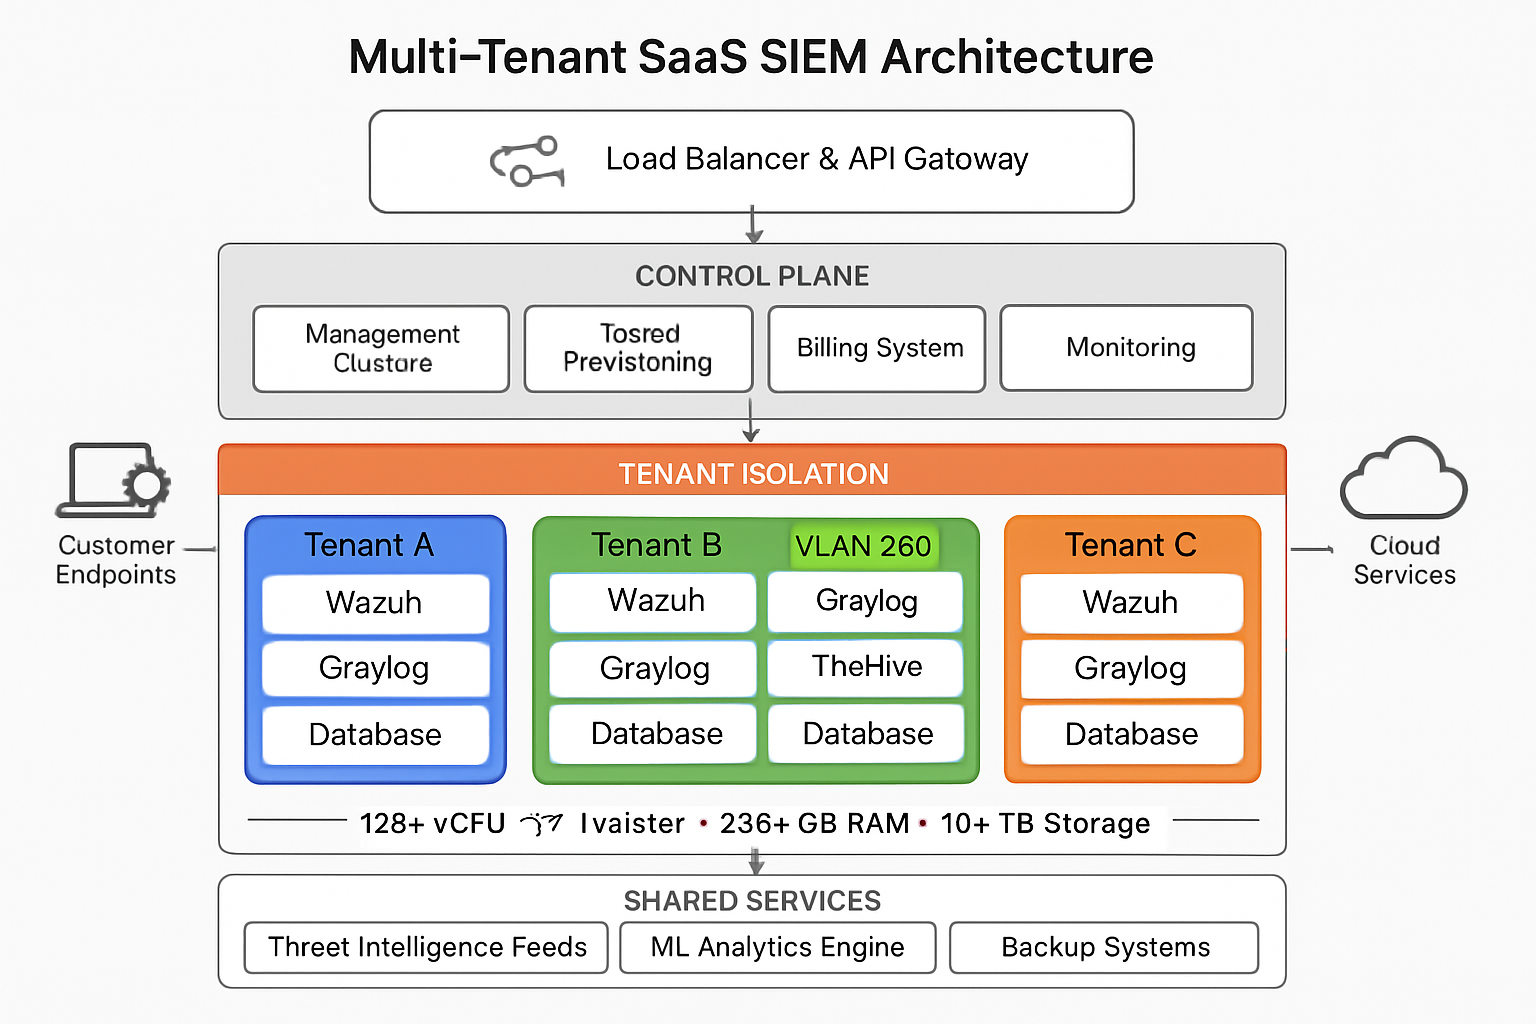 Multi-Tenant SaaS SIEM Architecture
Load Balancer & API Gatoway
CONTROL PLANE
Management
Clustare
Tosred
Previstoning
Billing System
Monitoring
Customer
Endpoints
TENANT ISOLATION
Tenant A
Wazuh
Graylog
Database
Tenant B
VLAN 260
Wazuh
Graylog
Graylog
TheHive
Database
Database
Tenant C
Wazuh
Graylog
Database
Cloud
Services
128+ vCFU Ivaister • 236+ GB RAM • 10+ TB Storage
SHARED SERVICES
Threet Intelligence Feeds
ML Analytics Engine
Backup Systems